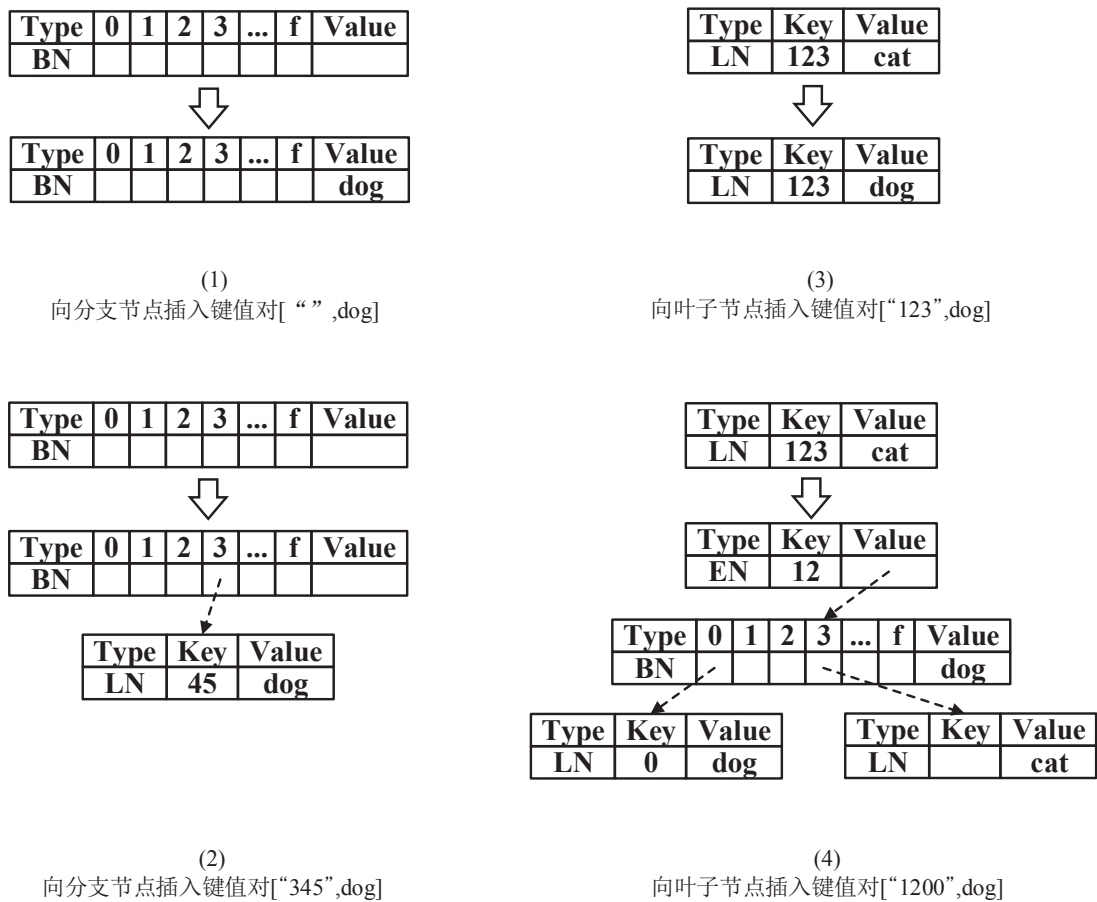 Type 0 1 2 3 ... f Value
BN
Type 0 1 2 3 ... f Value
BN dog
(1)
向分支节点插入键值对[ “ ” ,dog]
Type Key Value
LN 123 cat
Type Key Value
LN 123 dog
(3)
向叶子节点插入键值对[“123”,dog]
Type 0 1 2 3 ... f Value
BN
Type 0 1 2 3 ... f Value
BN
Type Key Value
LN 45 dog
(2)
向分支节点插入键值对[“345”,dog]
Type Key Value
LN 123 cat
Type Key Value
EN 12
Type 0 1 2 3 ... f Value
BN dog
Type Key Value
LN 0 dog
Type Key Value
LN cat
(4)
向叶子节点插入键值对[“1200”,dog]